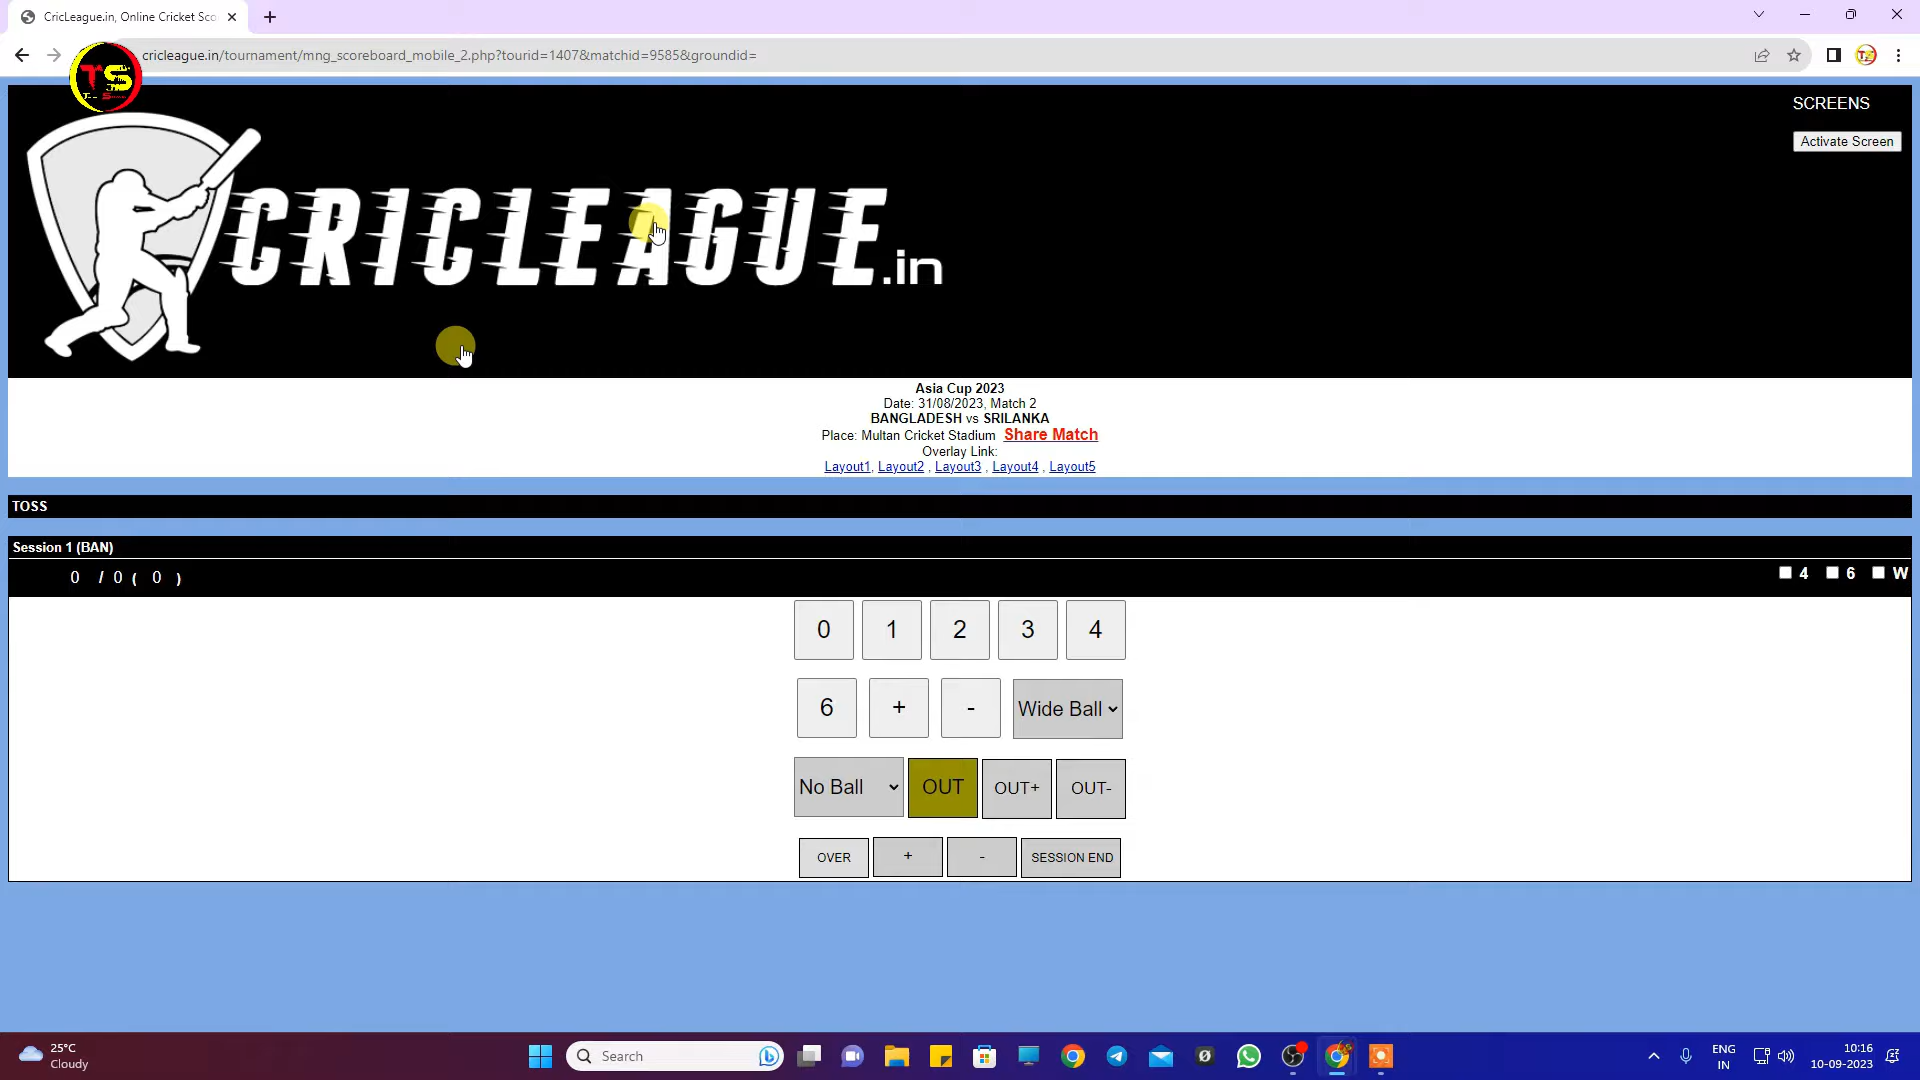 CricLeague.in, Online Cricket Sco
cricleague.in/tournament/mng_scoreboard_mobile_2.php?tourid=1407&matchid=9585&groundid=
TS
SCREENS
Activate Screen
CRICLEAGUE.in
Asia Cup 2023
Date: 31/08/2023, Match 2
BANGLADESH vs SRILANKA
Place: Multan Cricket Stadium Share Match
Overlay Link:
Layout1, Layout2 , Layout3 , Layout4 , Layout5
TOSS
Session 1 (BAN)
0 / 0 ( 0 )
4 6 W
0 1 2 3 4
6 + - Wide Ball
No Ball OUT OUT+ OUT-
OVER + - SESSION END
25°C
Cloudy
Search
ENG
IN
10:16
10-09-2023